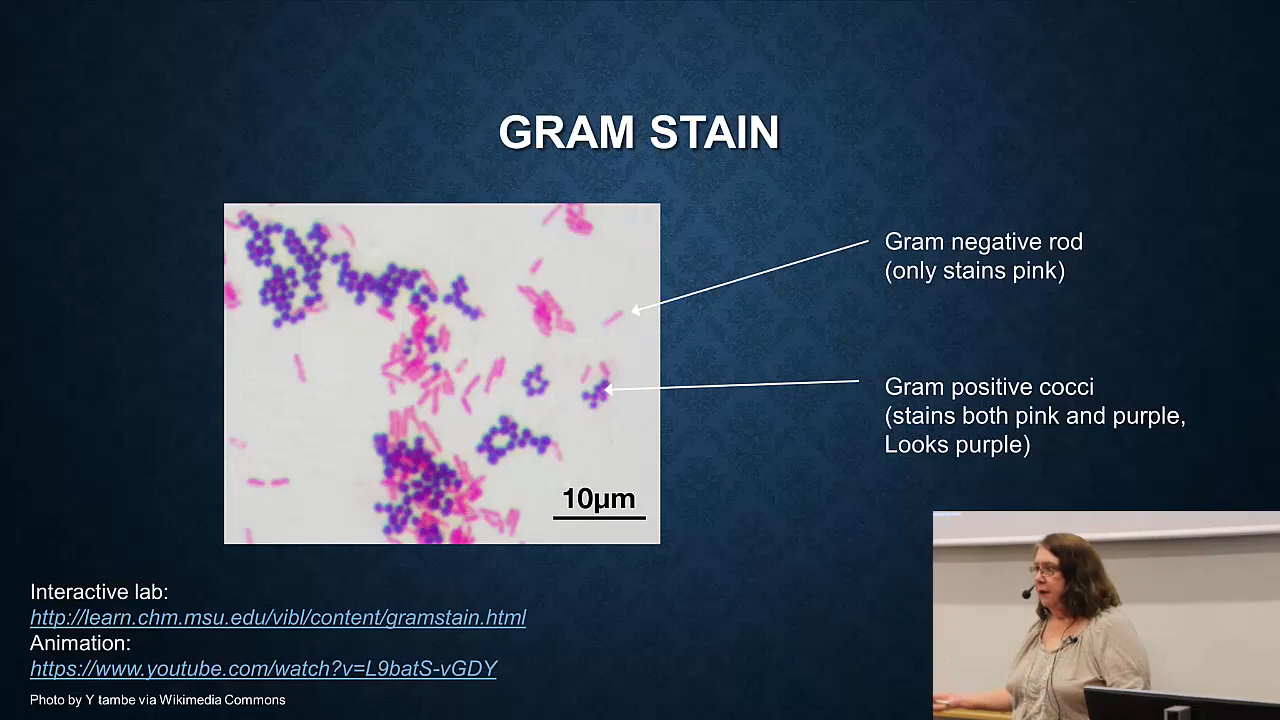 GRAM STAIN
Gram negative rod
(only stains pink)
Gram positive cocci
(stains both pink and purple,
Looks purple)
10µm
Interactive lab:
http://learn.chm.msu.edu/vibl/content/gramstain.html
Animation:
https://www.youtube.com/watch?v=L9batS-vGDY
Photo by Y tambe via Wikimedia Commons